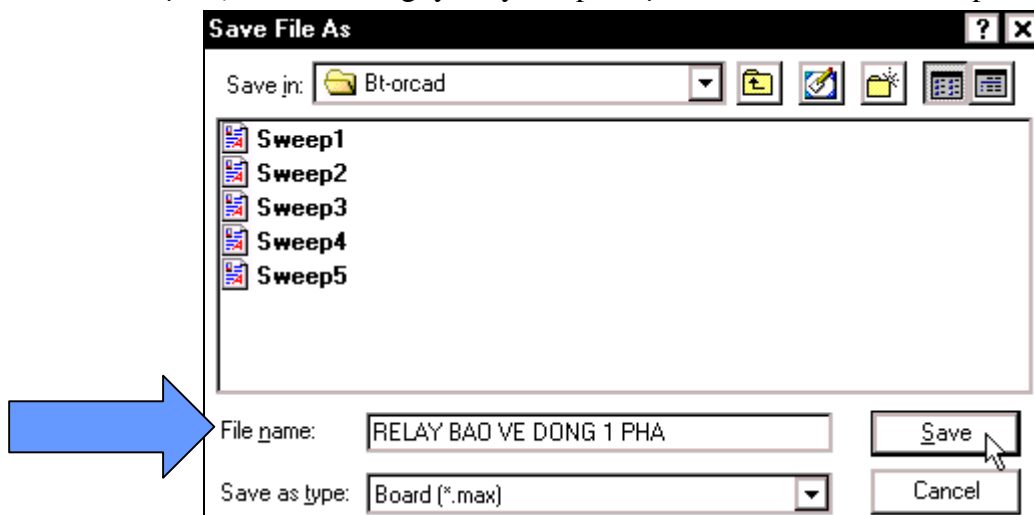 Save File As
Save in: Bt-orcad
Sweep1
Sweep2
Sweep3
Sweep4
Sweep5
File name: RELAY BAO VE DONG 1 PHA Save
Save as type: Board (*.max) Cancel